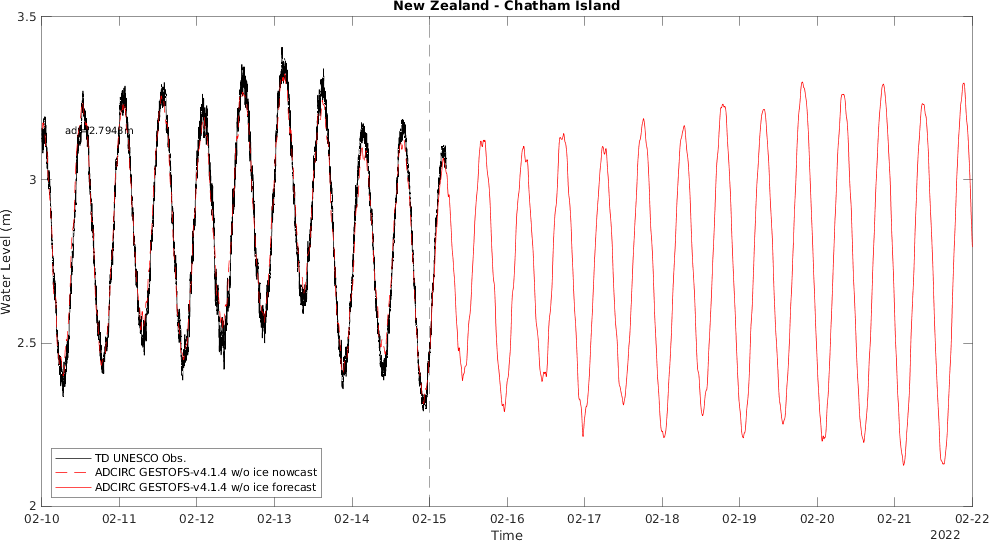 New Zealand - Chatham Island
3.5
3
2.5
2
Water Level (m)
TD UNESCO Obs.
ADCIRC GESTOFS-v4.1.4 w/o ice nowcast
ADCIRC GESTOFS-v4.1.4 w/o ice forecast
02-10 02-11 02-12 02-13 02-14 02-15 02-16 02-17 02-18 02-19 02-20 02-21 02-22
Time
2022